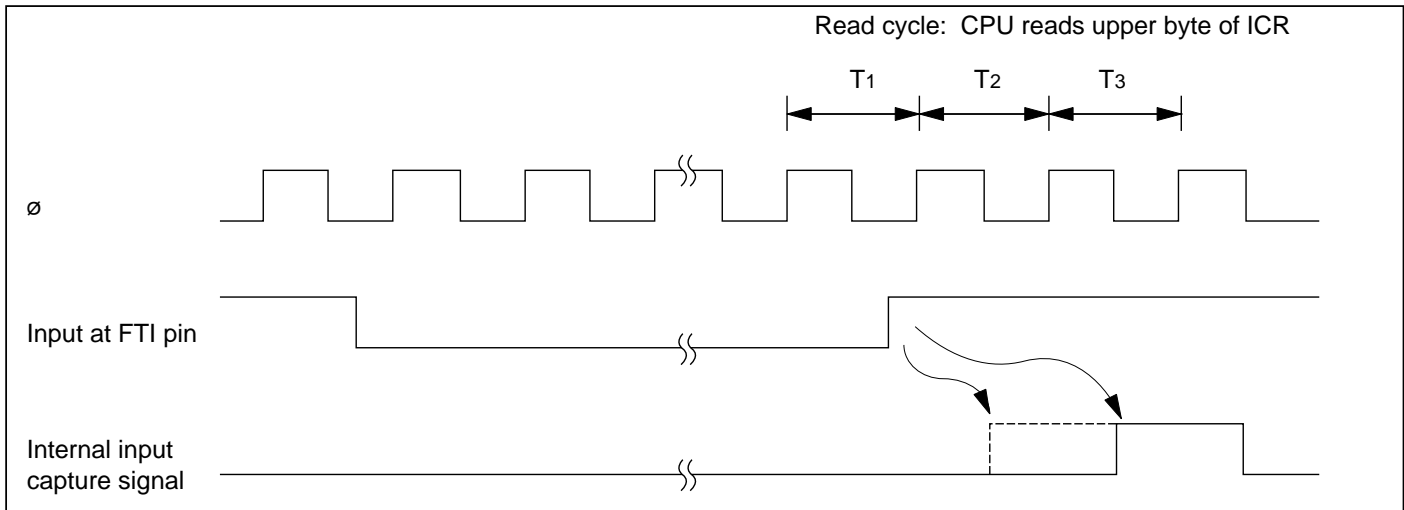 Read cycle: CPU reads upper byte of ICR
T1 T2 T3
ø
Input at FTI pin
Internal input
capture signal